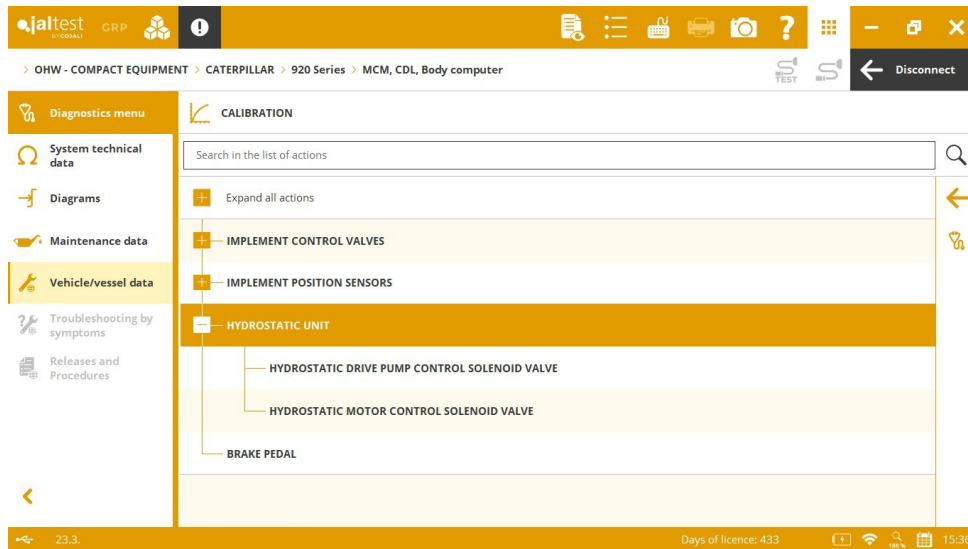 jaltest GRP
BY COJALI
> OHW - COMPACT EQUIPMENT > CATERPILLAR > 920 Series > MCM, CDL, Body computer
TEST
Disconnect
Diagnostics menu
System technical
data
Diagrams
Maintenance data
Vehicle/vessel data
Troubleshooting by
symptoms
Releases and
Procedures
CALIBRATION
Search in the list of actions
Expand all actions
IMPLEMENT CONTROL VALVES
IMPLEMENT POSITION SENSORS
HYDROSTATIC UNIT
HYDROSTATIC DRIVE PUMP CONTROL SOLENOID VALVE
HYDROSTATIC MOTOR CONTROL SOLENOID VALVE
BRAKE PEDAL
23.3.
Days of licence: 433
100 %
15:36